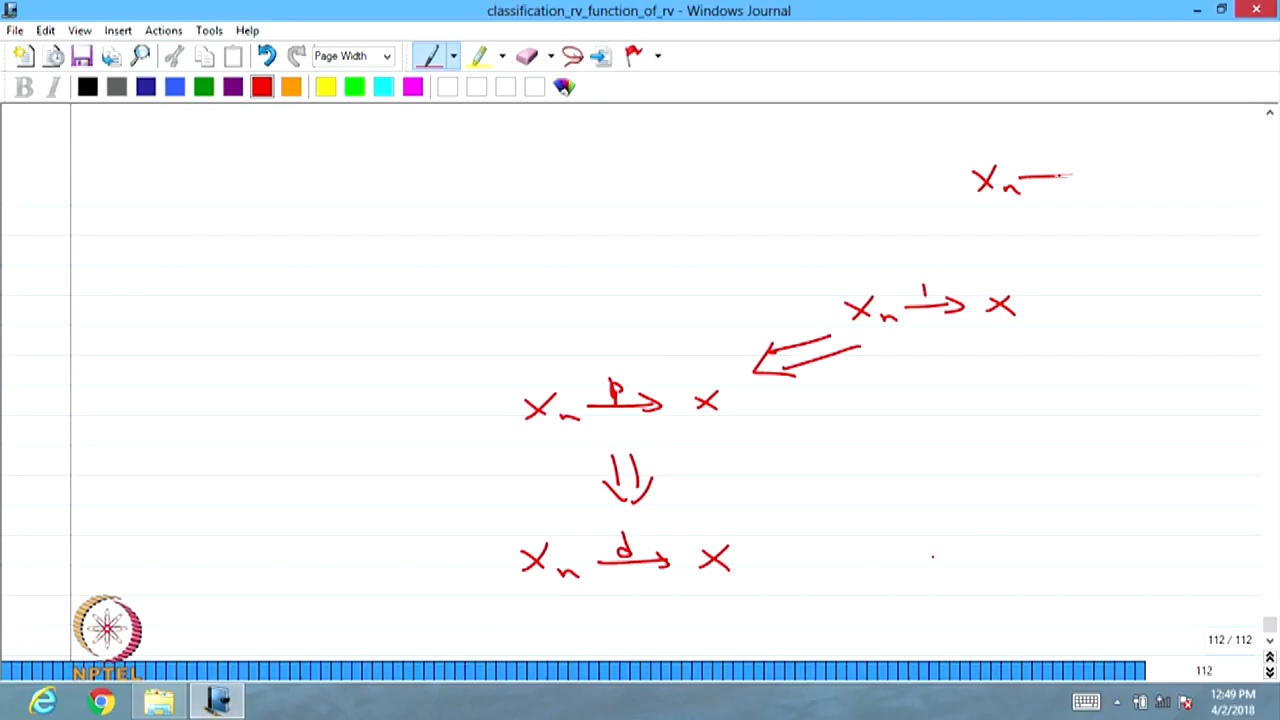 classification_rv_function_of_rv - Windows Journal
File Edit View Insert Actions Tools Help
Page Width
B I
Xn —
Xn →1 X
Xn →p X
⇓
Xn →d X
NPTEL
112 / 112
112
12:49 PM
4/2/2018